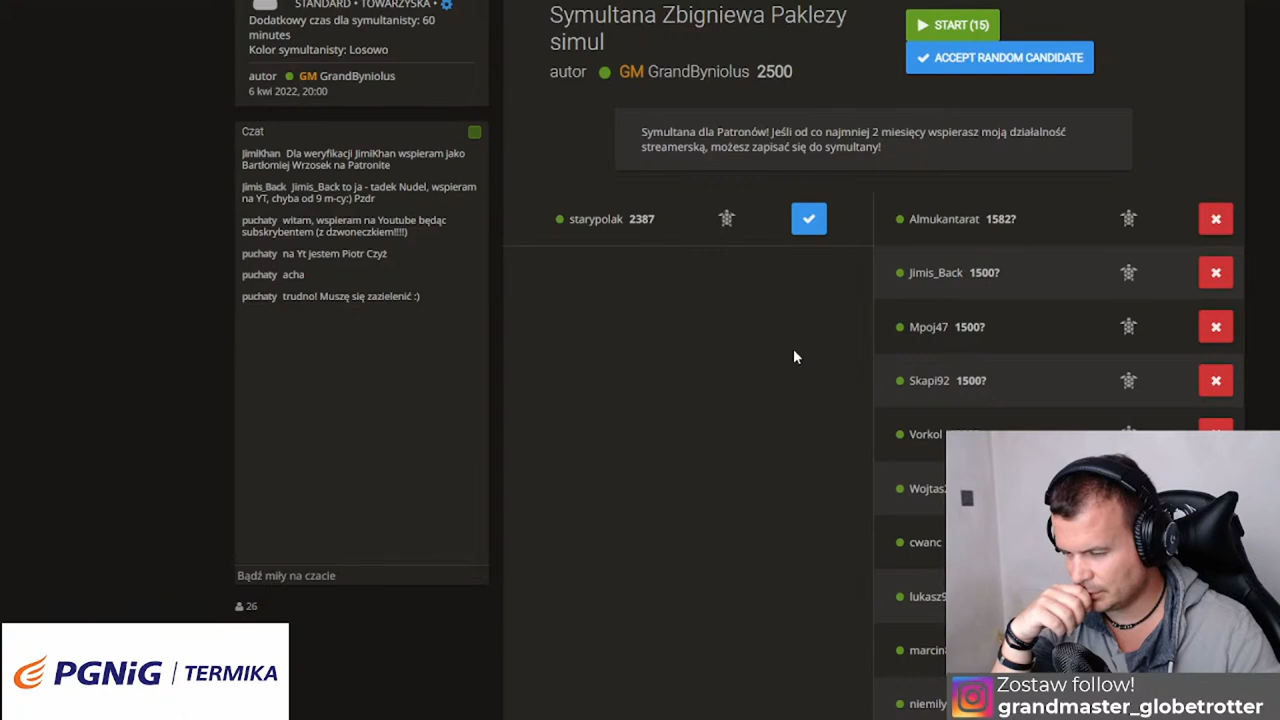 STANDARD • TOWARZYSKA •
Dodatkowy czas dla symultanisty: 60
minutes
Kolor symultanisty: Losowo
autor GM GrandByniolus
6 kwi 2022, 20:00
Czat
JimiKhan Dla weryfikacji JimiKhan wspieram jako
Bartłomiej Wrzosek na Patronite
Jimis_Back Jimis_Back to ja - tadek Nudel, wspieram
na YT, chyba od 9 m-cy:) Pzdr
puchaty witam, wspieram na Youtube będąc
subskrybentem (z dzwoneczkiem!!!!)
puchaty na Yt jestem Piotr Czyż
puchaty acha
puchaty trudno! Muszę się zazielenić :)
Bądź miły na czacie
26
Symultana Zbigniewa Paklezy
simul
autor GM GrandByniolus 2500
START (15)
ACCEPT RANDOM CANDIDATE
Symultana dla Patronów! Jeśli od co najmniej 2 miesięcy wspierasz moją działalność
streamerską, możesz zapisać się do symultany!
starypolak 2387
Almukantarat 1582?
Jimis_Back 1500?
Mpoj47 1500?
Skapi92 1500?
Vorkol
cwanc
PGNiG | TERMIKA
Zostaw follow!
grandmaster_globetrotter